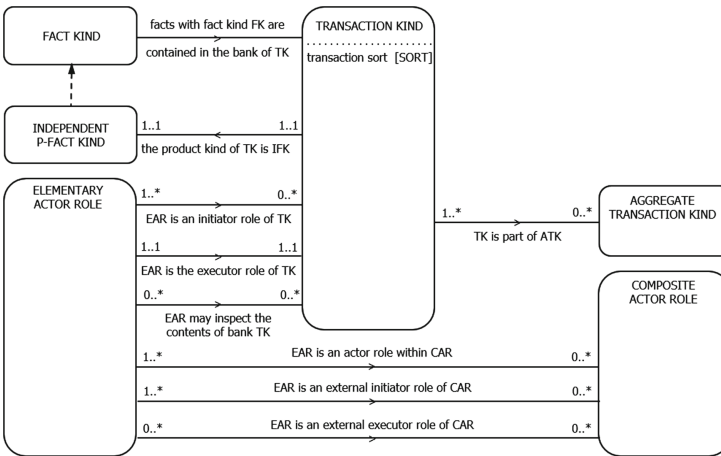 FACT KIND
facts with fact kind FK are
contained in the bank of TK
TRANSACTION KIND
transaction sort [SORT]
INDEPENDENT
P-FACT KIND
1..1 1..1
the product kind of TK is IFK
ELEMENTARY
ACTOR ROLE
1..* 0..*
EAR is an initiator role of TK
1..1 1..1
EAR is the executor role of TK
0..* 0..*
EAR may inspect the
contents of bank TK
1..* 0..*
TK is part of ATK
AGGREGATE
TRANSACTION KIND
COMPOSITE
ACTOR ROLE
1..* EAR is an actor role within CAR 0..*
1..* EAR is an external initiator role of CAR 0..*
0..* EAR is an external executor role of CAR 0..*